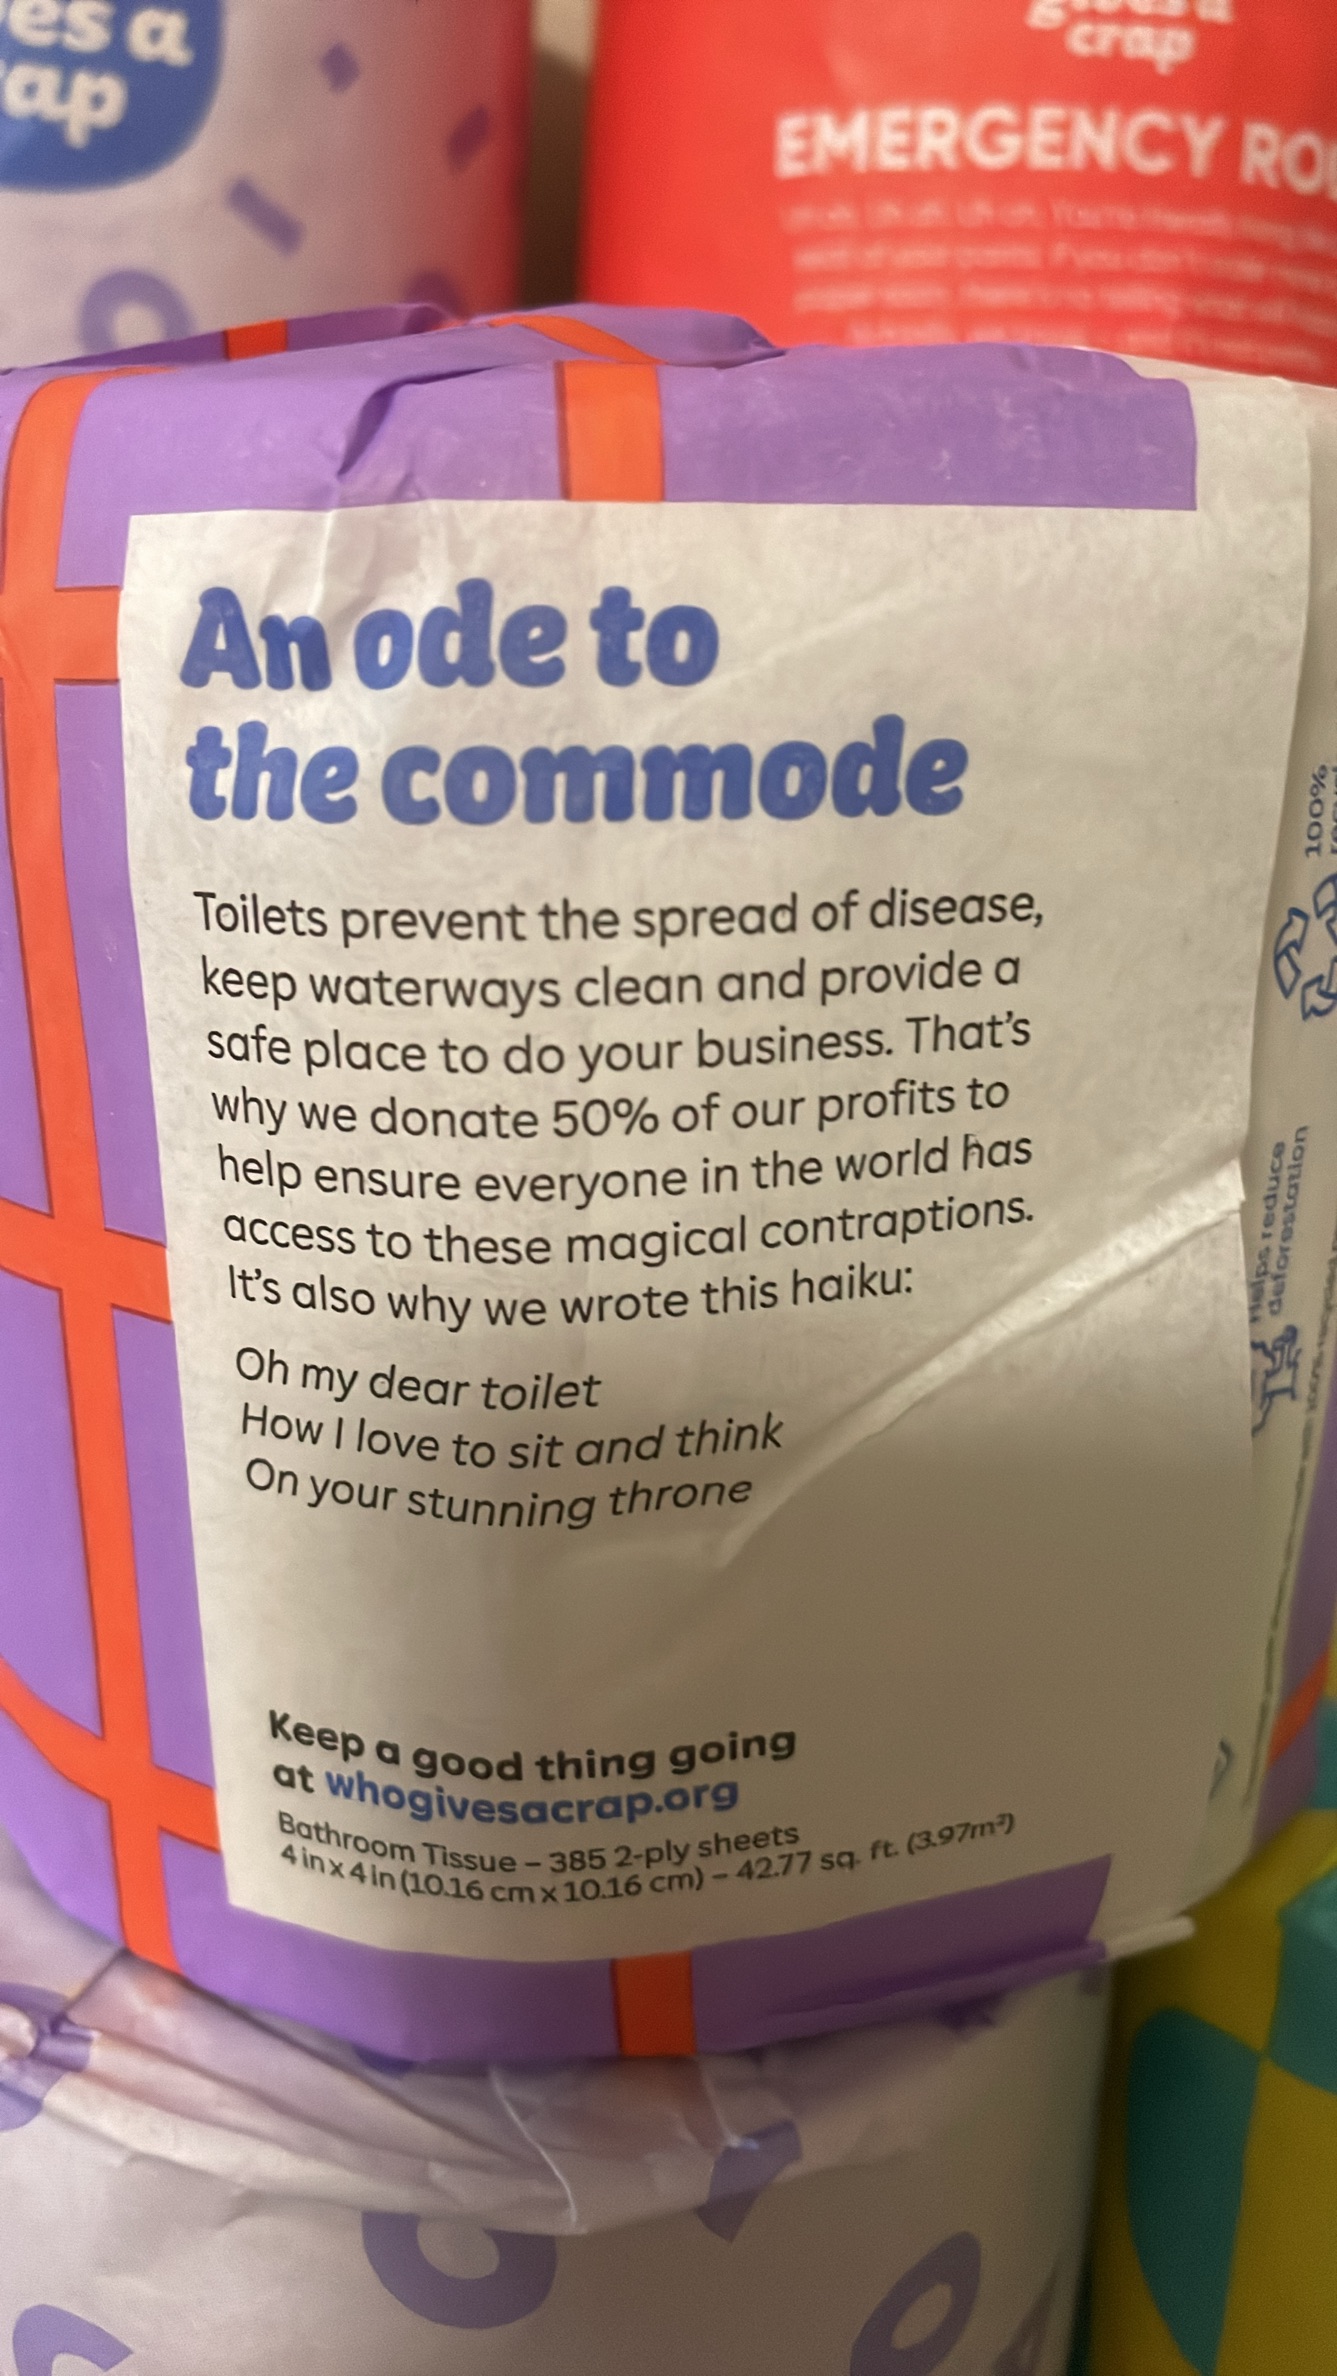 es a
ap
gives a
crap
EMERGENCY
An ode to
the commode
Toilets prevent the spread of disease,
keep waterways clean and provide a
safe place to do your business. That's
why we donate 50% of our profits to
help ensure everyone in the world has
access to these magical contraptions.
It's also why we wrote this haiku:
Oh my dear toilet
How I love to sit and think
On your stunning throne
Keep a good thing going
at whogivesacrap.org
Bathroom Tissue – 385 2-ply sheets
4 in x 4 in (10.16 cm x 10.16 cm) – 42.77 sq. ft. (3.97m²)
100%
Helps reduce
deforestation